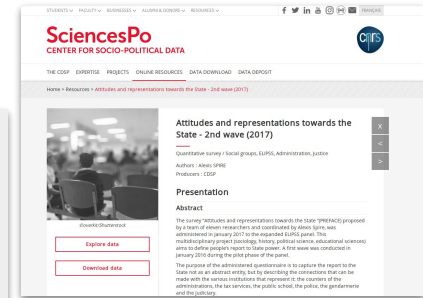 STUDENTS FACULTY BUSINESSES ALUMNI & DONORS RESOURCES FRANÇAIS
SciencesPo
CENTER FOR SOCIO-POLITICAL DATA
cnrs
THE CDSP EXPERTISE PROJECTS ONLINE RESOURCES DATA DOWNLOAD DATA DEPOSIT
Home > Resources > Attitudes and representations towards the State - 2nd wave (2017)
Attitudes and representations towards the
State - 2nd wave (2017)
Quantitative survey / Social groups, ELIPSS, Administration, Justice
Authors : Alexis SPIRE
Producers : CDSP
X
<
>
Presentation
Abstract
The survey "Attitudes and representations towards the State "(PREFACE) proposed
by a team of eleven researchers and coordinated by Alexis Spire, was
administered in January 2017 to the expanded ELIPSS panel. This
multidisciplinary project (sociology, history, political science, educational sciences)
aims to define people's report to State power. A first wave was conducted in
January 2016 during the pilot phase of the panel.
The purpose of the administered questionnaire is to capture the report to the
State not as an abstract entity, but by describing the connections that can be
made with the various institutions that represent it: the counters of the
administrations, the tax services, the public school, the police, the gendarmerie
and the judiciary.
Explore data
Download data